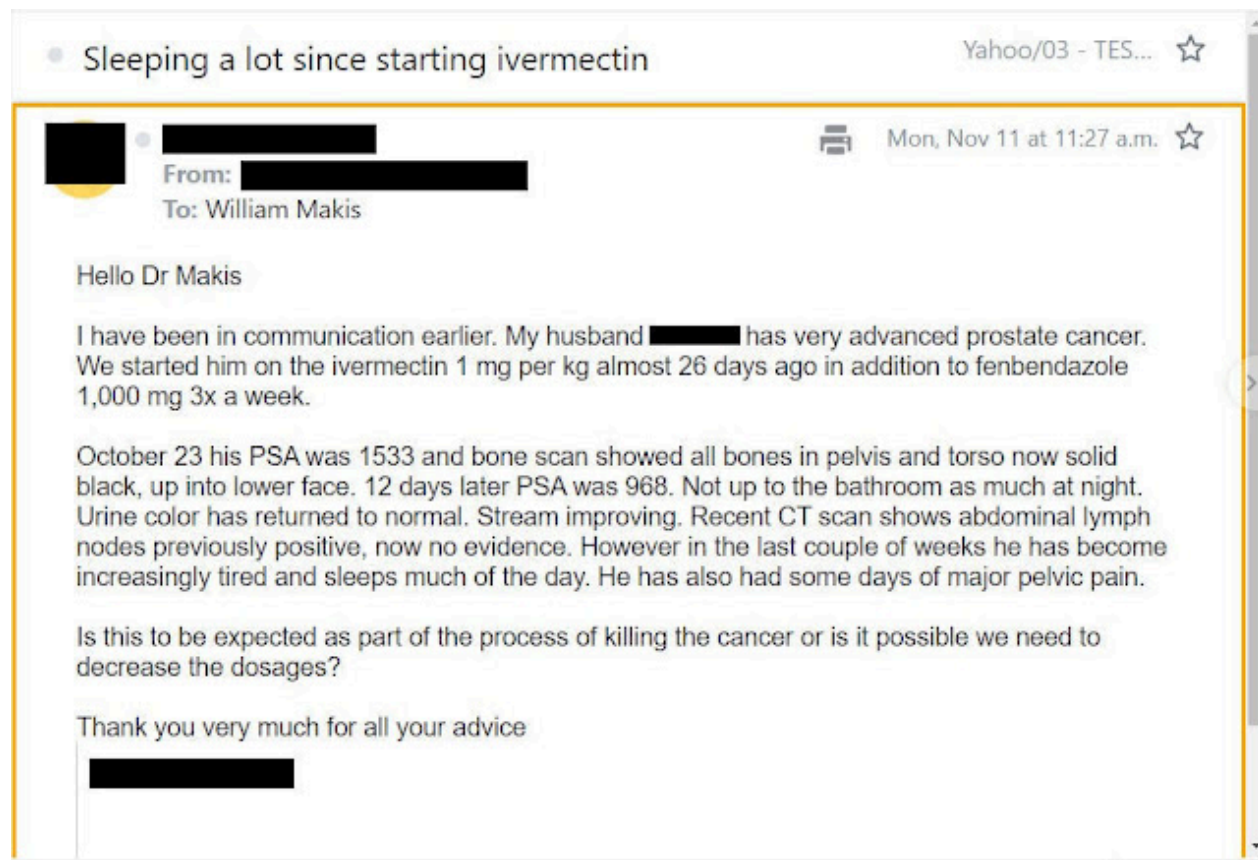 Sleeping a lot since starting ivermectin
Yahoo/03 - TES...
Mon, Nov 11 at 11:27 a.m.
From:
To: William Makis
Hello Dr Makis
I have been in communication earlier. My husband has very advanced prostate cancer.
We started him on the ivermectin 1 mg per kg almost 26 days ago in addition to fenbendazole
1,000 mg 3x a week.
October 23 his PSA was 1533 and bone scan showed all bones in pelvis and torso now solid
black, up into lower face. 12 days later PSA was 968. Not up to the bathroom as much at night.
Urine color has returned to normal. Stream improving. Recent CT scan shows abdominal lymph
nodes previously positive, now no evidence. However in the last couple of weeks he has become
increasingly tired and sleeps much of the day. He has also had some days of major pelvic pain.
Is this to be expected as part of the process of killing the cancer or is it possible we need to
decrease the dosages?
Thank you very much for all your advice